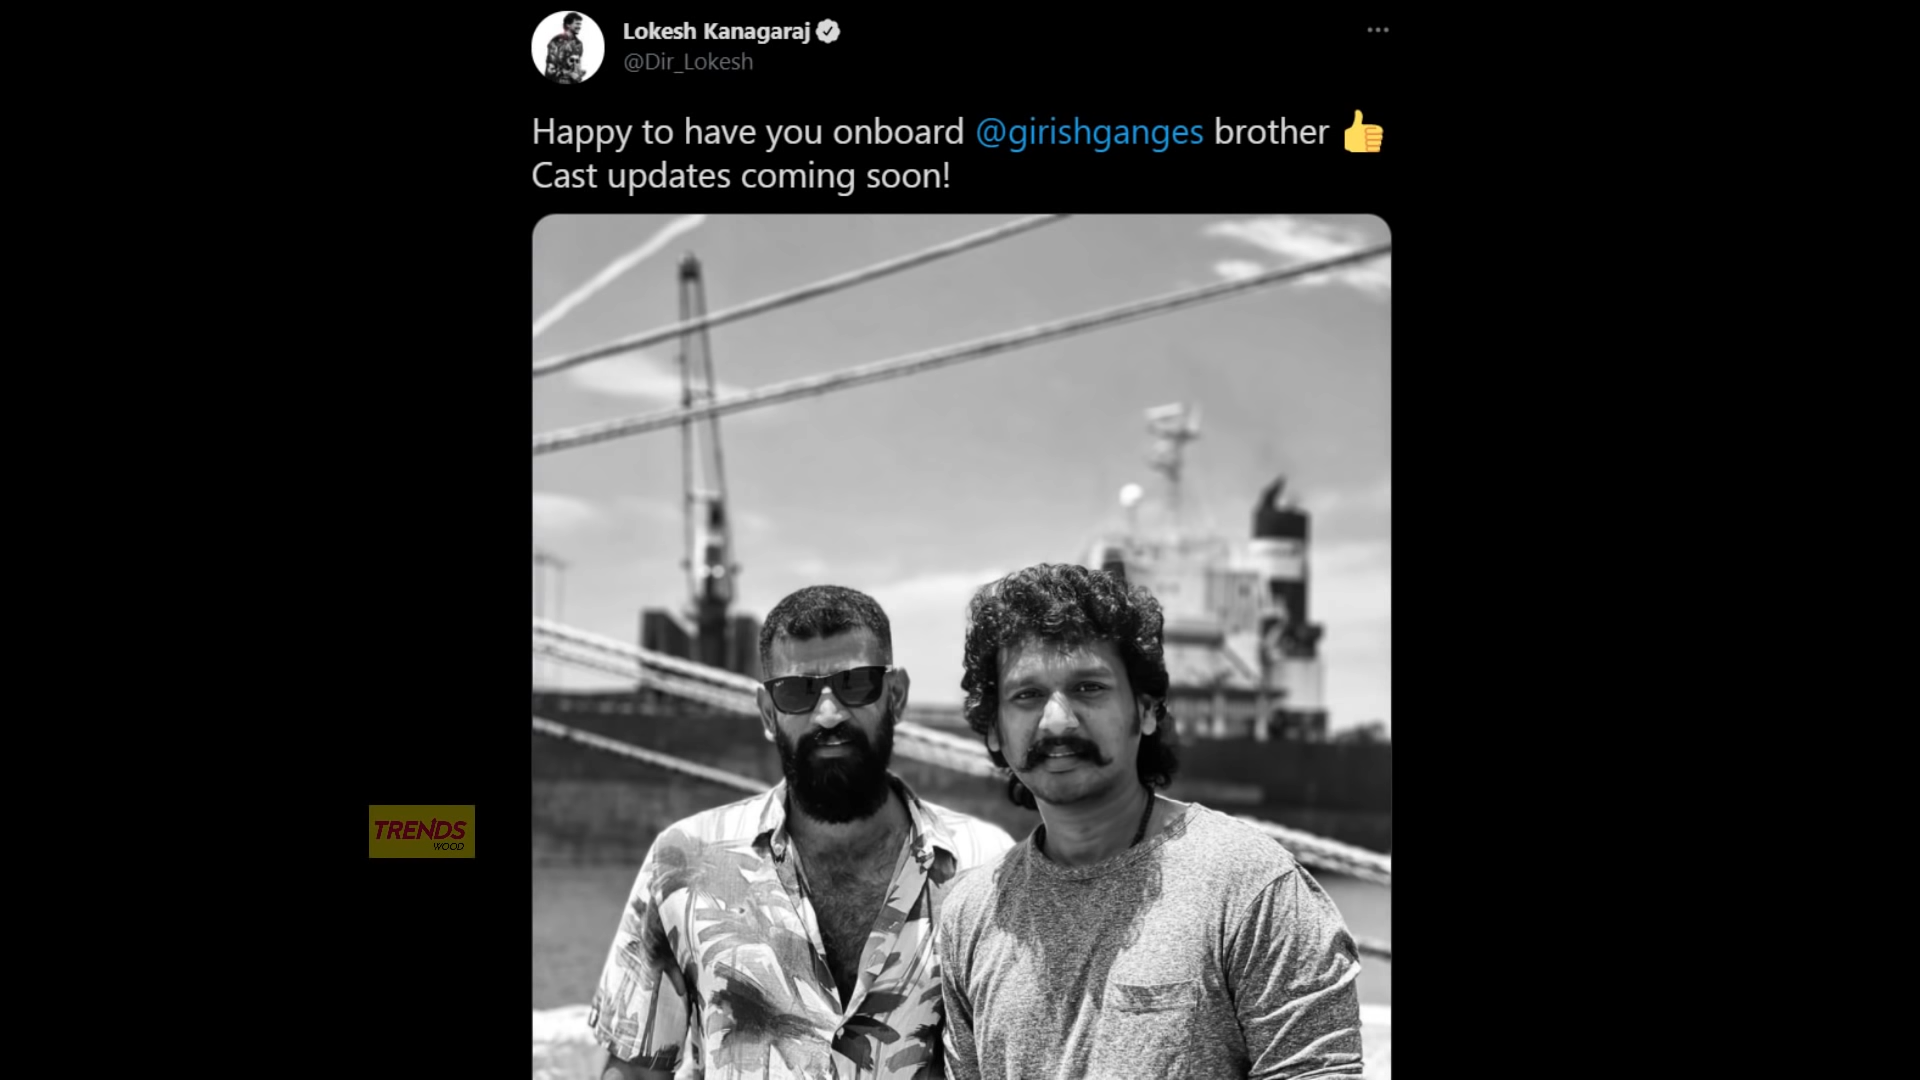 Lokesh Kanagaraj
@Dir_Lokesh
Happy to have you onboard @girishganges brother 👍
Cast updates coming soon!
TRENDS
WOOD